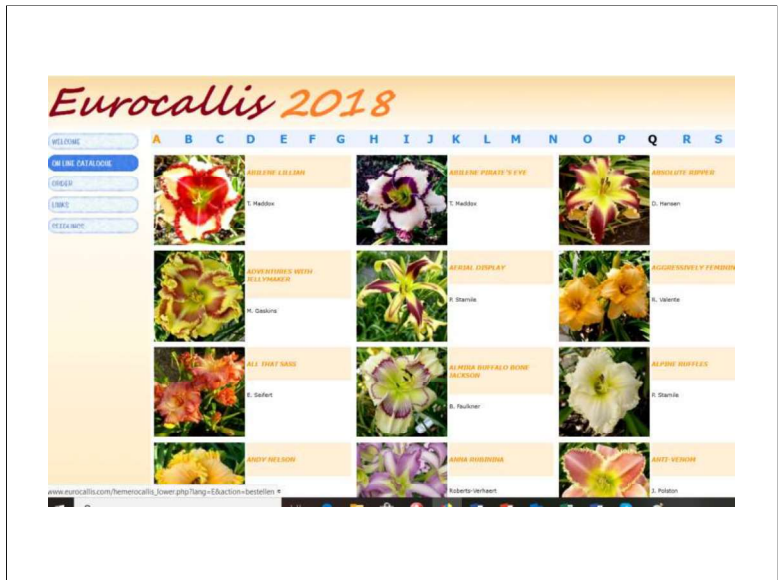 Eurocallis 2018
WELCOME
ON LINE CATALOGUE
ORDER
LINKS
A B C D E F G H I J K L M N O P Q R S
ABILENE LILLIAN
T. Maddox
ABILENE PIRATE'S EYE
T. Maddox
ABSOLUTE RIPPER
D. Hansen
ADVENTURES WITH
JELLYMAKER
M. Gaskins
AERIAL DISPLAY
P. Stamile
AGGRESSIVELY FEMININ
R. Valente
ALL THAT SASS
E. Seifert
ALMIRA BUFFALO BONE
JACKSON
B. Faulkner
ALPINE RUFFLES
P. Stamile
ANDY NELSON
ANNA RHIONINA
Roberts-Verhaert
ANTI VENOM
J. Polston
www.eurocallis.com/hemerocallis_lower.php?lang=E&action=bestellen